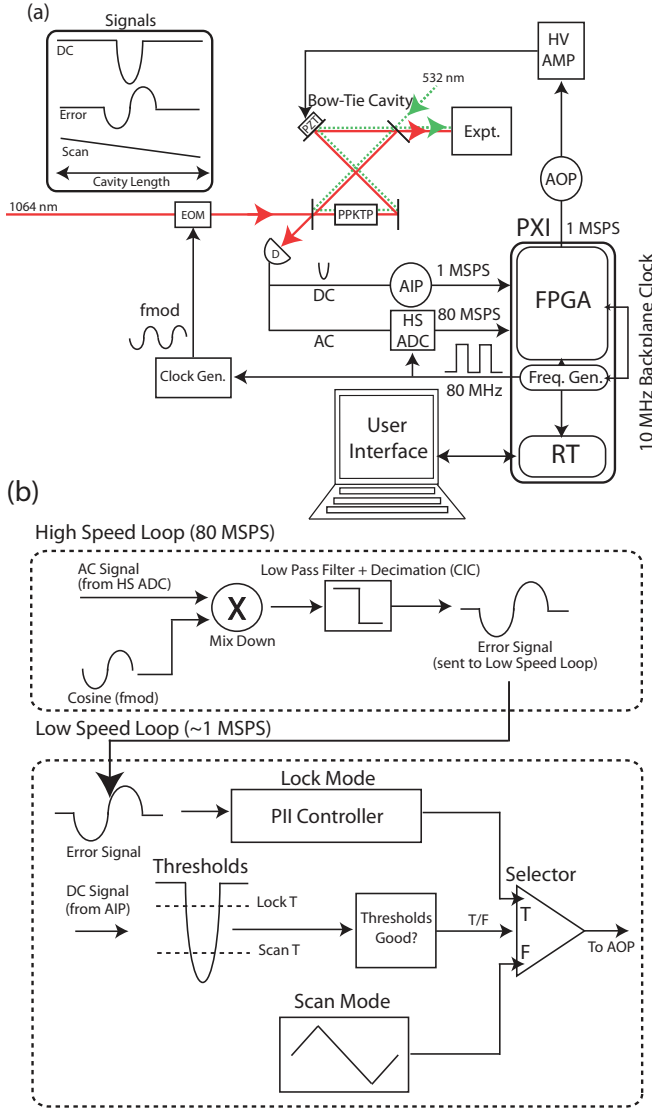 (a)
Signals
DC
Error
Scan
Cavity Length
HV
AMP
532 nm
Bow-Tie Cavity
PZT
Expt.
AOP
1064 nm
EOM
PPKTP
D
PXI
1 MSPS
DC
AIP
1 MSPS
FPGA
fmod
AC
HS
ADC
80 MSPS
Clock Gen.
80 MHz
Freq. Gen.
10 MHz Backplane Clock
User
Interface
RT
(b)
High Speed Loop (80 MSPS)
AC Signal
(from HS ADC)
X
Mix Down
Low Pass Filter + Decimation (CIC)
Cosine (fmod)
Error Signal
(sent to Low Speed Loop)
Low Speed Loop (~1 MSPS)
Lock Mode
PII Controller
Error Signal
Thresholds
DC Signal
(from AIP)
Lock T
Scan T
Thresholds
Good?
T/F
Selector
T
F
To AOP
Scan Mode